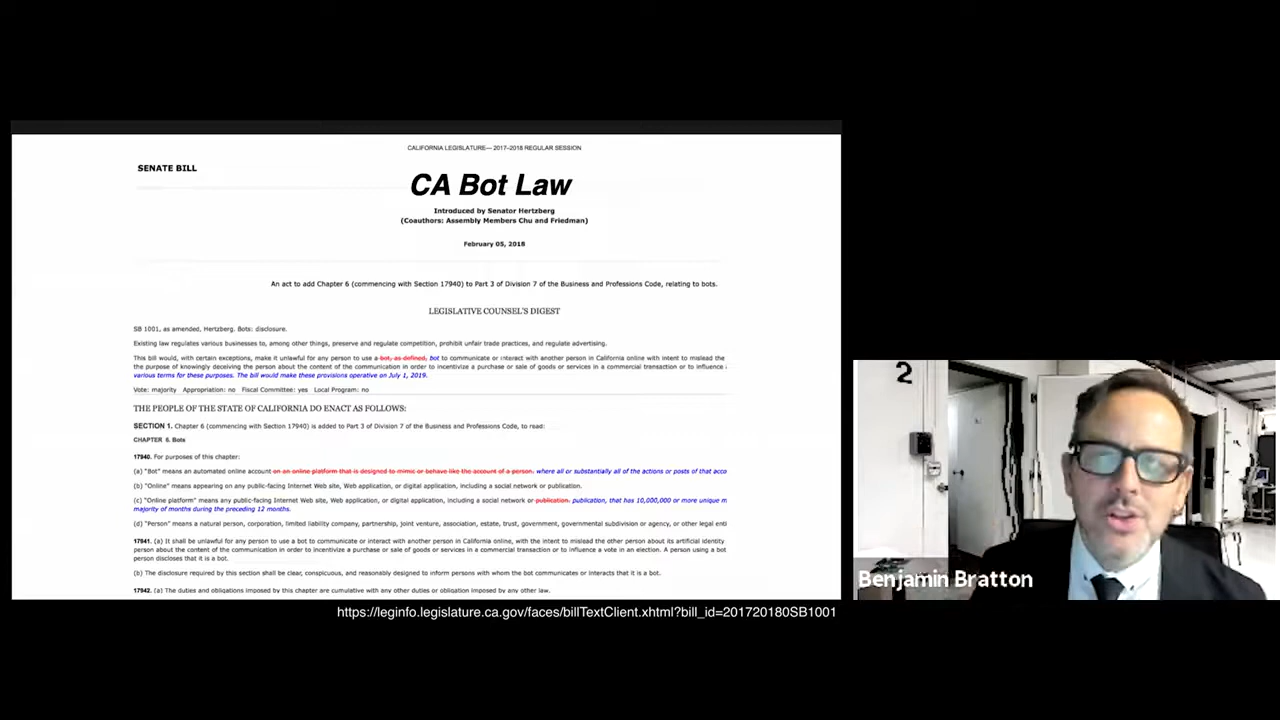 CALIFORNIA LEGISLATURE— 2017–2018 REGULAR SESSION
SENATE BILL
CA Bot Law
Introduced by Senator Hertzberg
(Coauthors: Assembly Members Chu and Friedman)
February 05, 2018
An act to add Chapter 6 (commencing with Section 17940) to Part 3 of Division 7 of the Business and Professions Code, relating to bots.
LEGISLATIVE COUNSEL'S DIGEST
SB 1001, as amended, Hertzberg. Bots: disclosure.
Existing law regulates various businesses to, among other things, preserve and regulate competition, prohibit unfair trade practices, and regulate advertising.
This bill would, with certain exceptions, make it unlawful for any person to use a bot, as defined, bot to communicate or interact with another person in California online with intent to mislead the
the purpose of knowingly deceiving the person about the content of the communication in order to incentivize a purchase or sale of goods or services in a commercial transaction or to influence
various terms for these purposes. The bill would make these provisions operative on July 1, 2019.
Vote: majority Appropriation: no Fiscal Committee: yes Local Program: no
THE PEOPLE OF THE STATE OF CALIFORNIA DO ENACT AS FOLLOWS:
SECTION 1. Chapter 6 (commencing with Section 17940) is added to Part 3 of Division 7 of the Business and Professions Code, to read:
CHAPTER 6. Bots
17940. For purposes of this chapter:
(a) "Bot" means an automated online account on an online platform that is designed to mimic or behave like the account of a person. where all or substantially all of the actions or posts of that acco
(b) "Online" means appearing on any public-facing Internet Web site, Web application, or digital application, including a social network or publication.
(c) "Online platform" means any public-facing Internet Web site, Web application, or digital application, including a social network or publication. publication, that has 10,000,000 or more unique m
majority of months during the preceding 12 months.
(d) "Person" means a natural person, corporation, limited liability company, partnership, joint venture, association, estate, trust, government, governmental subdivision or agency, or other legal enti
17941. (a) It shall be unlawful for any person to use a bot to communicate or interact with another person in California online, with the intent to mislead the other person about its artificial identity
person about the content of the communication in order to incentivize a purchase or sale of goods or services in a commercial transaction or to influence a vote in an election. A person using a bot
person discloses that it is a bot.
(b) The disclosure required by this section shall be clear, conspicuous, and reasonably designed to inform persons with whom the bot communicates or interacts that it is a bot.
17942. (a) The duties and obligations imposed by this chapter are cumulative with any other duties or obligations imposed by any other law.
https://leginfo.legislature.ca.gov/faces/billTextClient.xhtml?bill_id=201720180SB1001
2
Benjamin Bratton